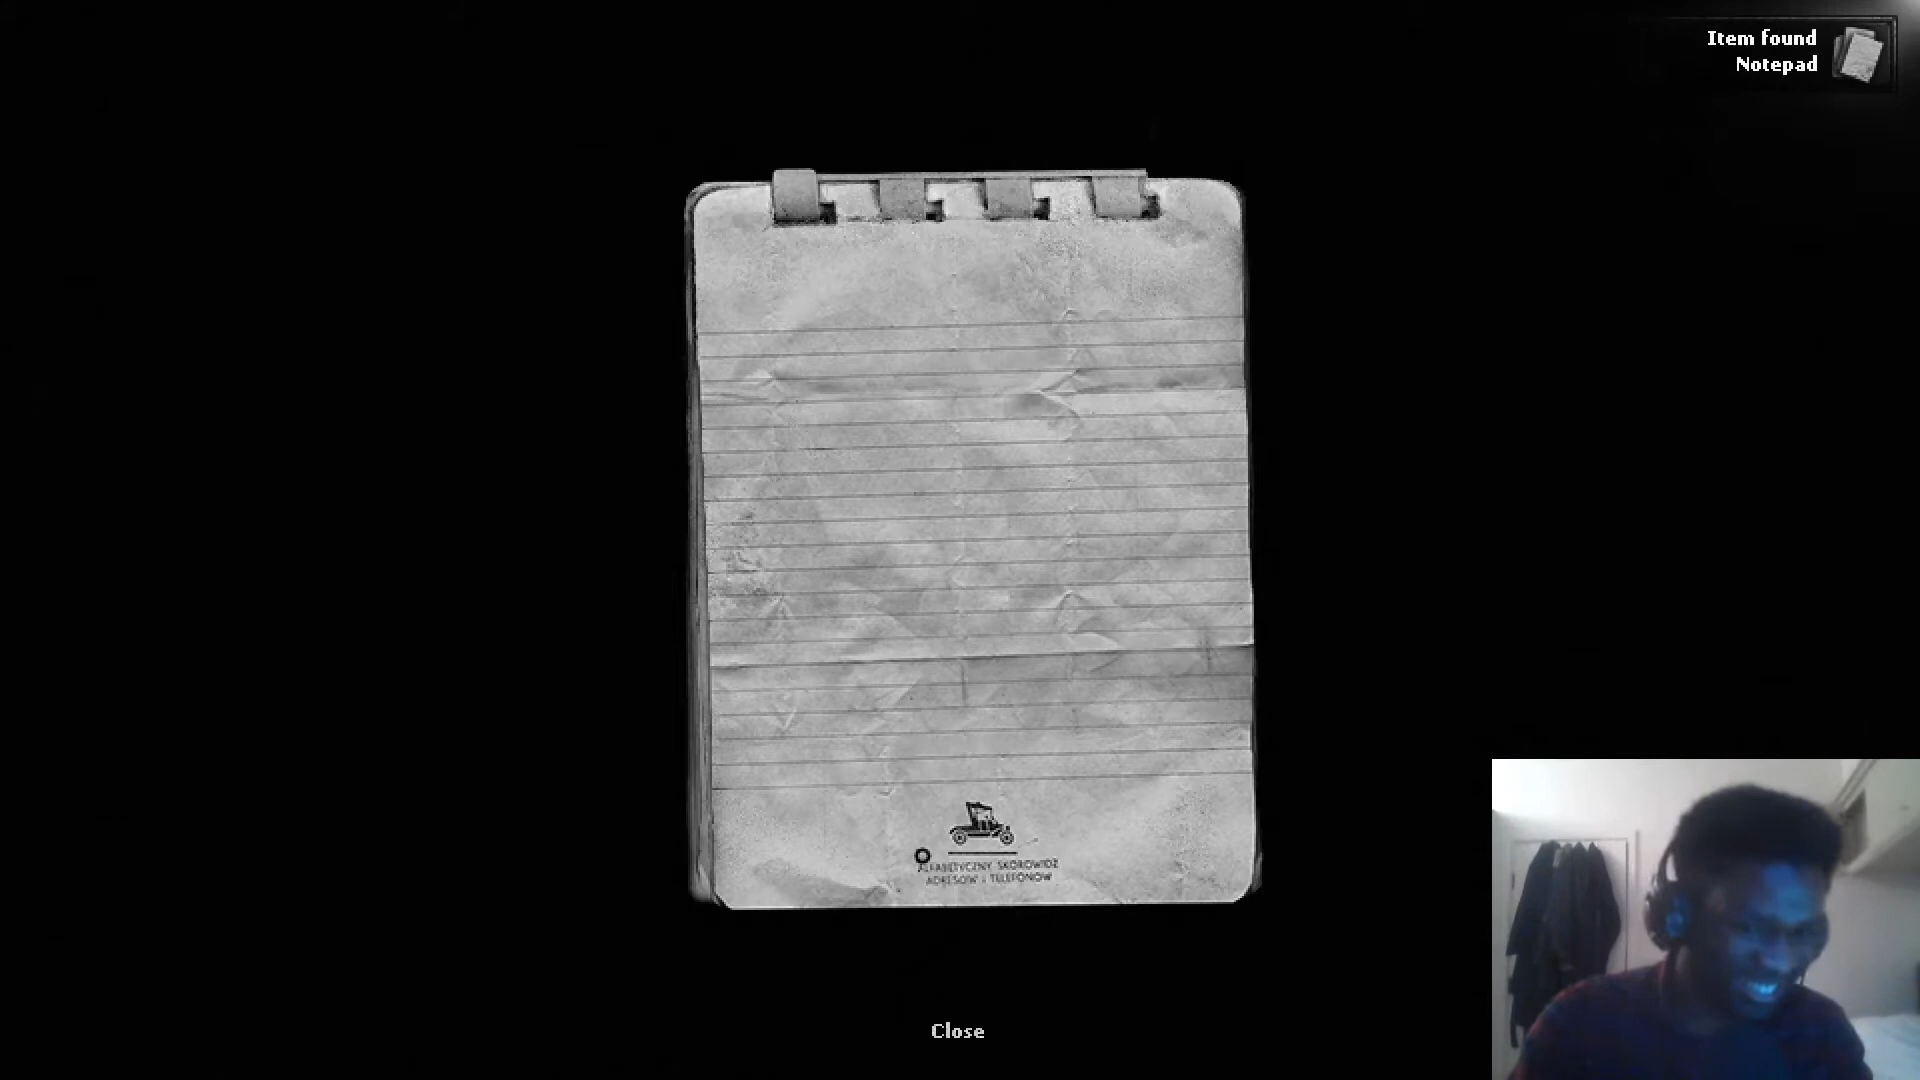 Item found
Notepad
ALFABETYCZNY SKOROWIDZ
ADRESÓW i TELEFONÓW
Close